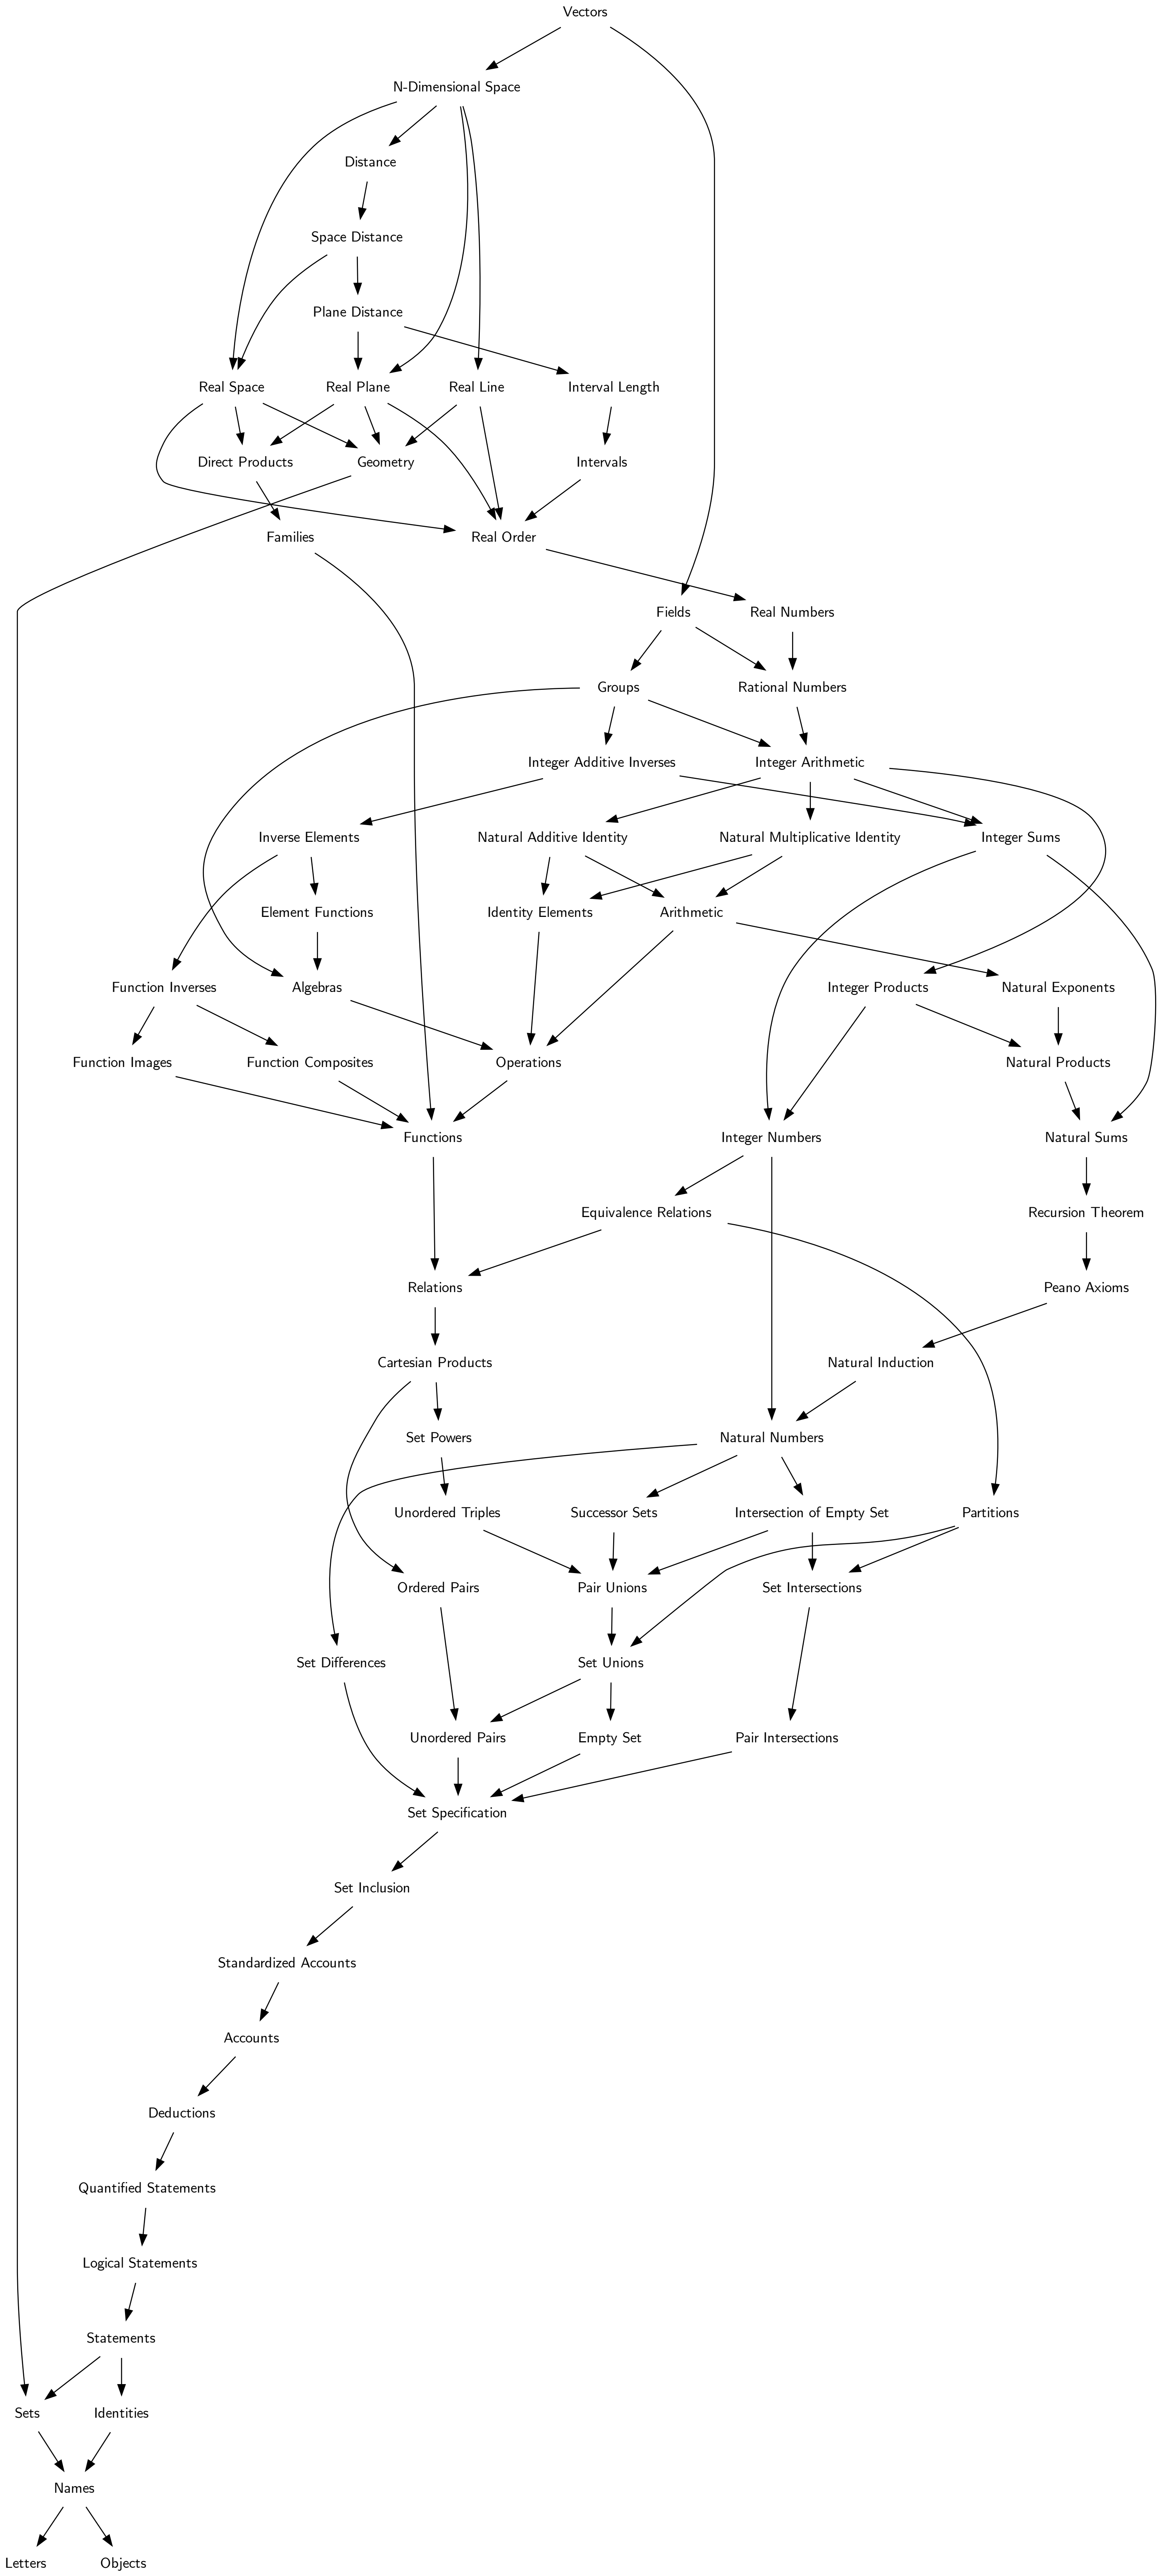 Vectors
N-Dimensional Space
Distance
Space Distance
Plane Distance
Real Space
Real Plane
Real Line
Interval Length
Direct Products
Geometry
Intervals
Families
Real Order
Fields
Real Numbers
Groups
Rational Numbers
Integer Additive Inverses
Integer Arithmetic
Inverse Elements
Natural Additive Identity
Natural Multiplicative Identity
Integer Sums
Element Functions
Identity Elements
Arithmetic
Function Inverses
Algebras
Integer Products
Natural Exponents
Function Images
Function Composites
Operations
Natural Products
Functions
Integer Numbers
Natural Sums
Equivalence Relations
Recursion Theorem
Relations
Peano Axioms
Cartesian Products
Natural Induction
Set Powers
Natural Numbers
Unordered Triples
Successor Sets
Intersection of Empty Set
Partitions
Ordered Pairs
Pair Unions
Set Intersections
Set Differences
Set Unions
Unordered Pairs
Empty Set
Pair Intersections
Set Specification
Set Inclusion
Standardized Accounts
Accounts
Deductions
Quantified Statements
Logical Statements
Statements
Sets
Identities
Names
Letters
Objects